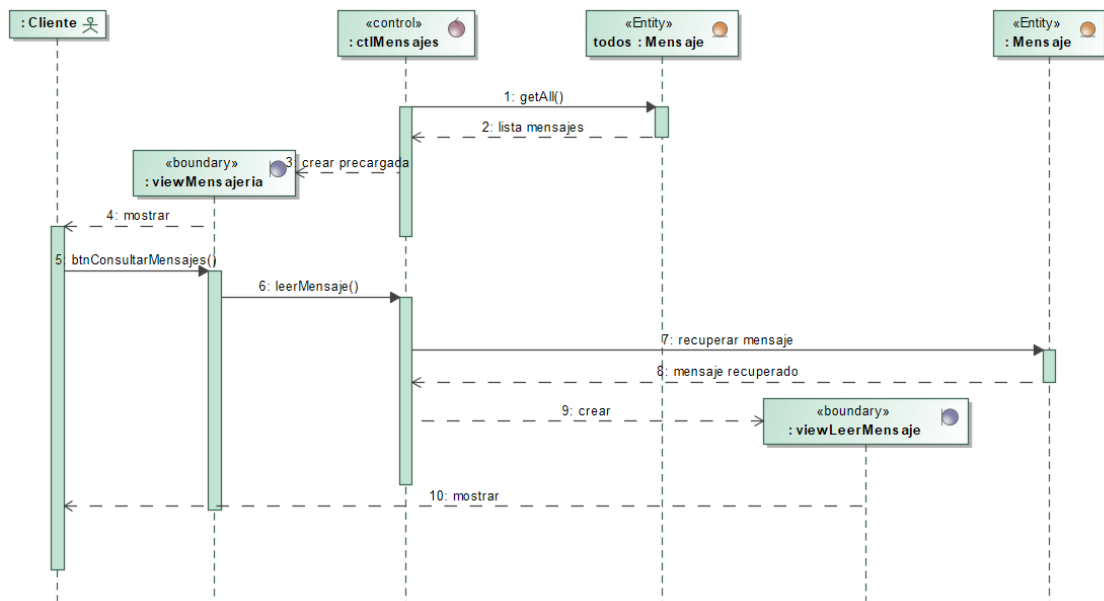 : Cliente
«control»
: ctlMensajes
«Entity»
todos : Mensaje
«Entity»
: Mensaje
1: getAll()
2: lista mensajes
3: crear precargada
«boundary»
: viewMensajeria
4: mostrar
5: btnConsultarMensajes()
6: leerMensaje()
7: recuperar mensaje
8: mensaje recuperado
9: crear
«boundary»
: viewLeerMensaje
10: mostrar